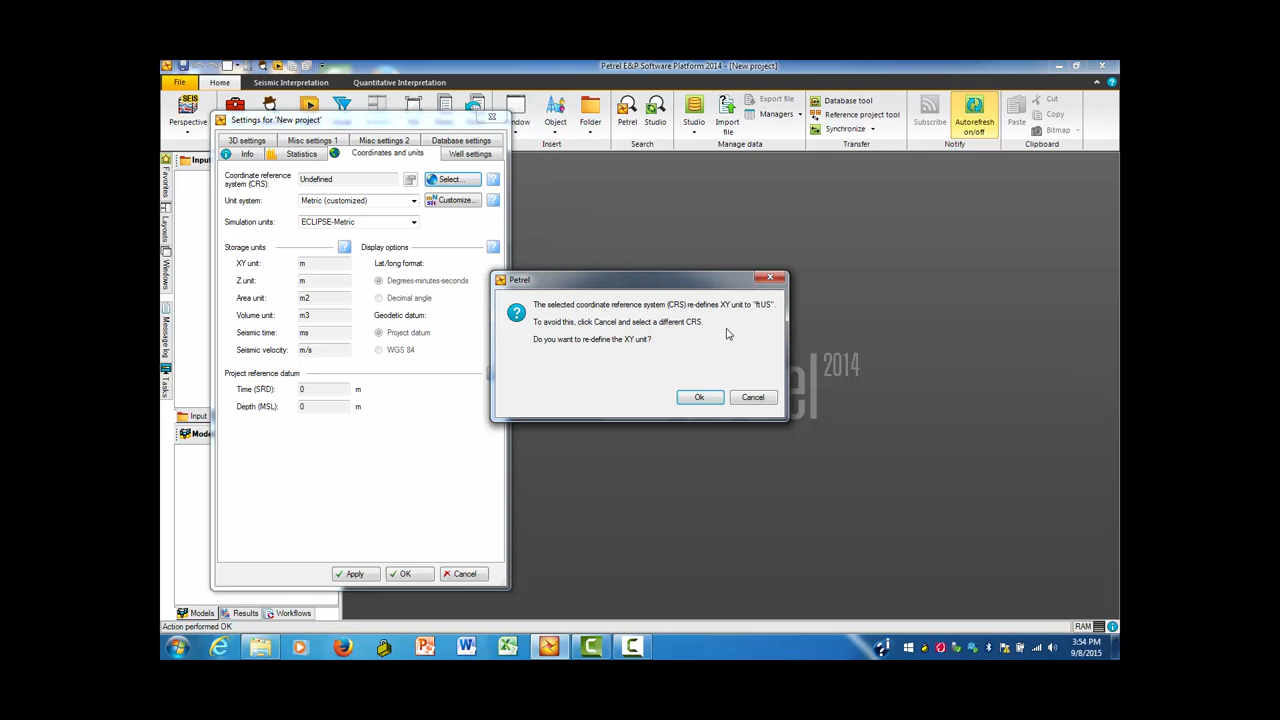 Petrel E&P Software Platform 2014 - [New project]
File
Home
Seismic Interpretation
Quantitative Interpretation
SEIS
Perspective
Object
Folder
Insert
Petrel
Studio
Search
Studio
Import file
Export file
Managers
Manage data
Database tool
Reference project tool
Synchronize
Transfer
Subscribe
Autorefresh on/off
Notify
Paste
Cut
Copy
Bitmap
Clipboard
Favorites
Layouts
Windows
Message log
Tasks
Input
Input
Settings for 'New project'
3D settings
Misc settings 1
Misc settings 2
Database settings
Info
Statistics
Coordinates and units
Well settings
Coordinate reference system (CRS):
Undefined
Select...
Unit system:
Metric (customized)
Customize...
Simulation units:
ECLIPSE-Metric
Storage units
Display options
XY unit:
m
Lat/long format:
Z unit:
m
Degrees-minutes-seconds
Area unit:
m2
Decimal angle
Volume unit:
m3
Geodetic datum:
Seismic time:
ms
Project datum
Seismic velocity:
m/s
WGS 84
Project reference datum
Time (SRD):
0
m
Depth (MSL):
0
m
Apply
OK
Cancel
Petrel
The selected coordinate reference system (CRS) re-defines XY unit to "ftUS".
To avoid this, click Cancel and select a different CRS.
Do you want to re-define the XY unit?
Ok
Cancel
2014
Models
Results
Workflows
Action performed OK
RAM
3:54 PM
9/8/2015